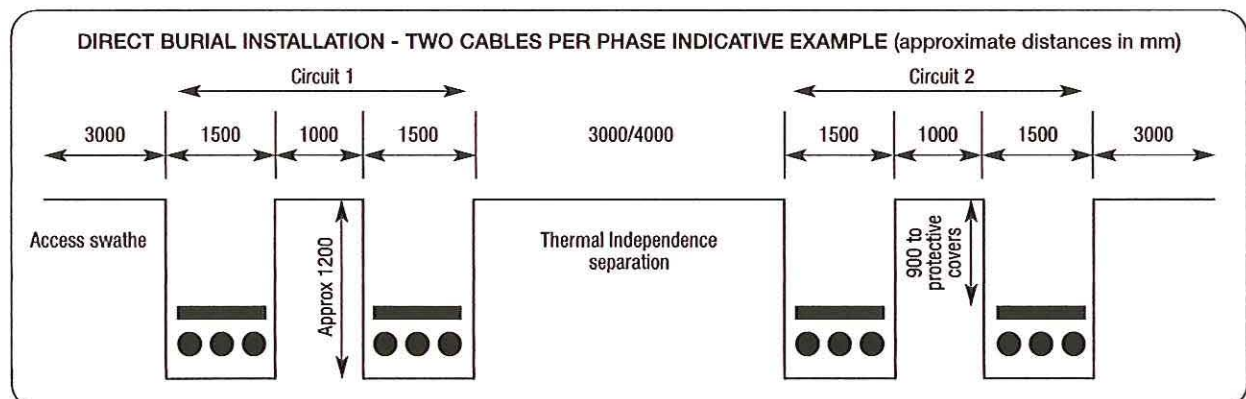 DIRECT BURIAL INSTALLATION - TWO CABLES PER PHASE INDICATIVE EXAMPLE (approximate distances in mm)
Circuit 1
Circuit 2
3000
1500
1000
1500
3000/4000
1500
1000
1500
3000
Access swathe
Approx 1200
Thermal Independence
separation
900 to
protective
covers